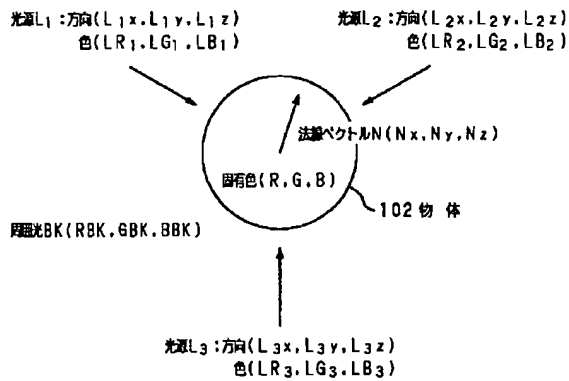 光源L1:方向(L1x,L1y,L1z)
色(LR1,LG1,LB1)
光源L2:方向(L2x,L2y,L2z)
色(LR2,LG2,LB2)
法線ベクトルN(Nx,Ny,Nz)
固有色(R,G,B)
102 物体
周囲光BK(RBK,GBK,BBK)
光源L3:方向(L3x,L3y,L3z)
色(LR3,LG3,LB3)